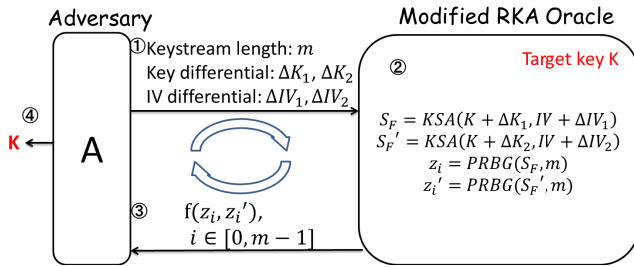 Adversary
Modified RKA Oracle
① Keystream length: m
Key differential: ΔK₁, ΔK₂
IV differential: ΔIV₁, ΔIV₂
②
Target key K
④
K
A
S_F = KSA(K + ΔK₁, IV + ΔIV₁)
S_F' = KSA(K + ΔK₂, IV + ΔIV₂)
z_i = PRBG(S_F, m)
z_i' = PRBG(S_F', m)
③
f(z_i, z_i'),
i ∈ [0, m − 1]